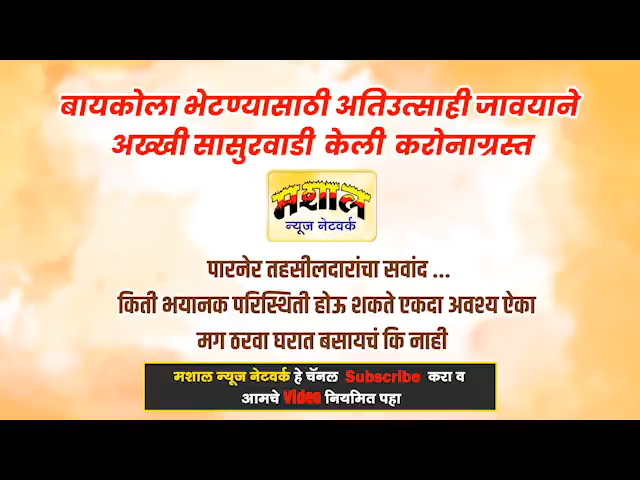 बायकोला भेटण्यासाठी अतिउत्साही जावयाने
अख्खी सासुरवाडी केली करोनाग्रस्त
मशाल
न्यूज नेटवर्क
पारनेर तहसीलदारांचा सवांद ...
किती भयानक परिस्थिती होऊ शकते एकदा अवश्य ऐका
मग ठरवा घरात बसायचं कि नाही
मशाल न्यूज नेटवर्क हे चॅनल Subscribe करा व
आमचे Video नियमित पहा